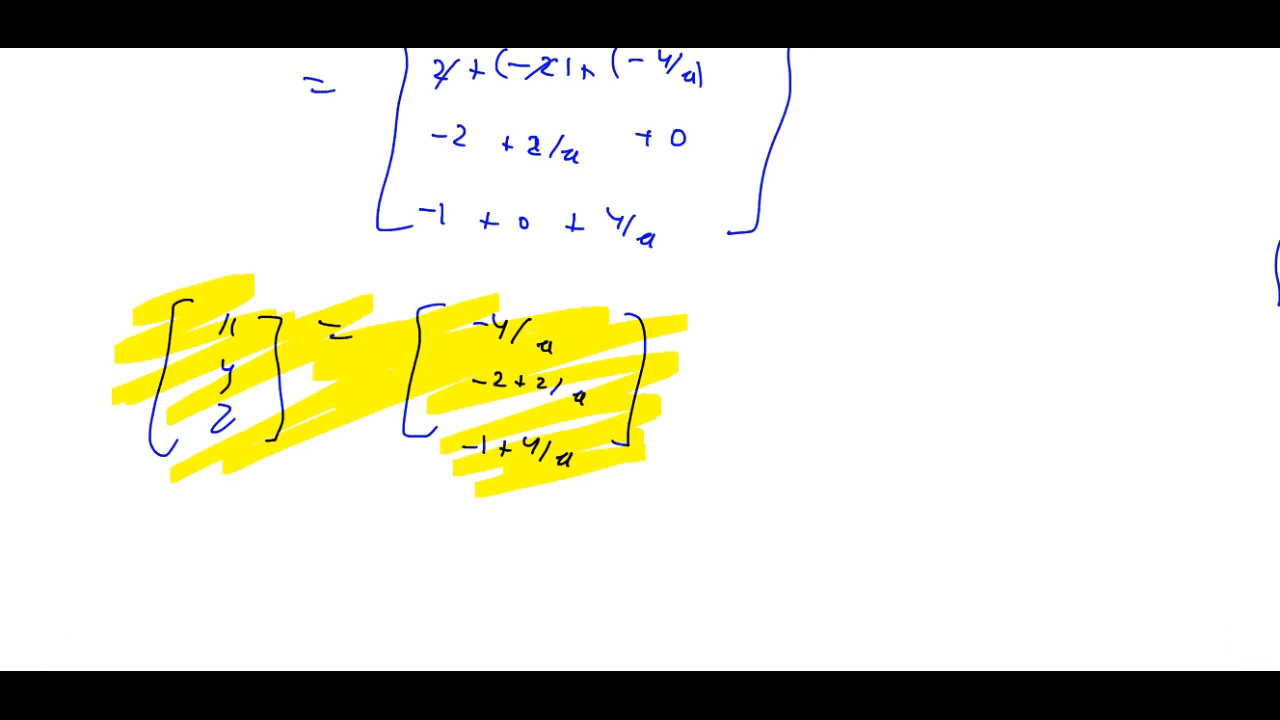 = [ 2 + (-2) + (-4/a)
-2 + 2/a + 0
-1 + 0 + 4/a ]
[ x y z ] = [ -4/a
-2 + 2/a
-1 + 4/a ]